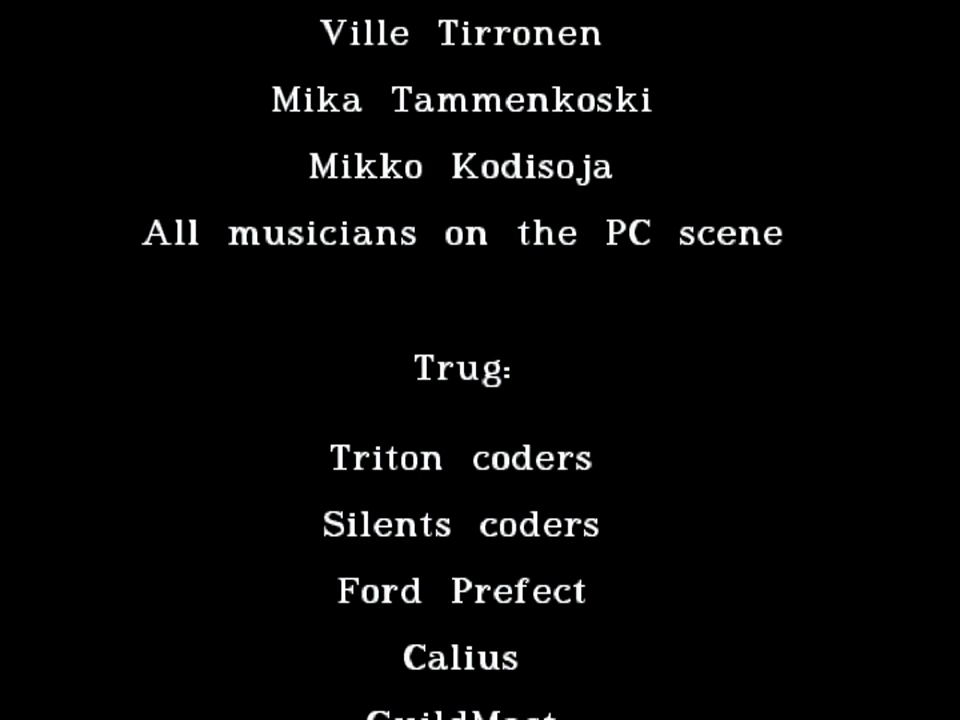 Ville Tirronen
Mika Tammenkoski
Mikko Kodisoja
All musicians on the PC scene
Trug:
Triton coders
Silents coders
Ford Prefect
Calius